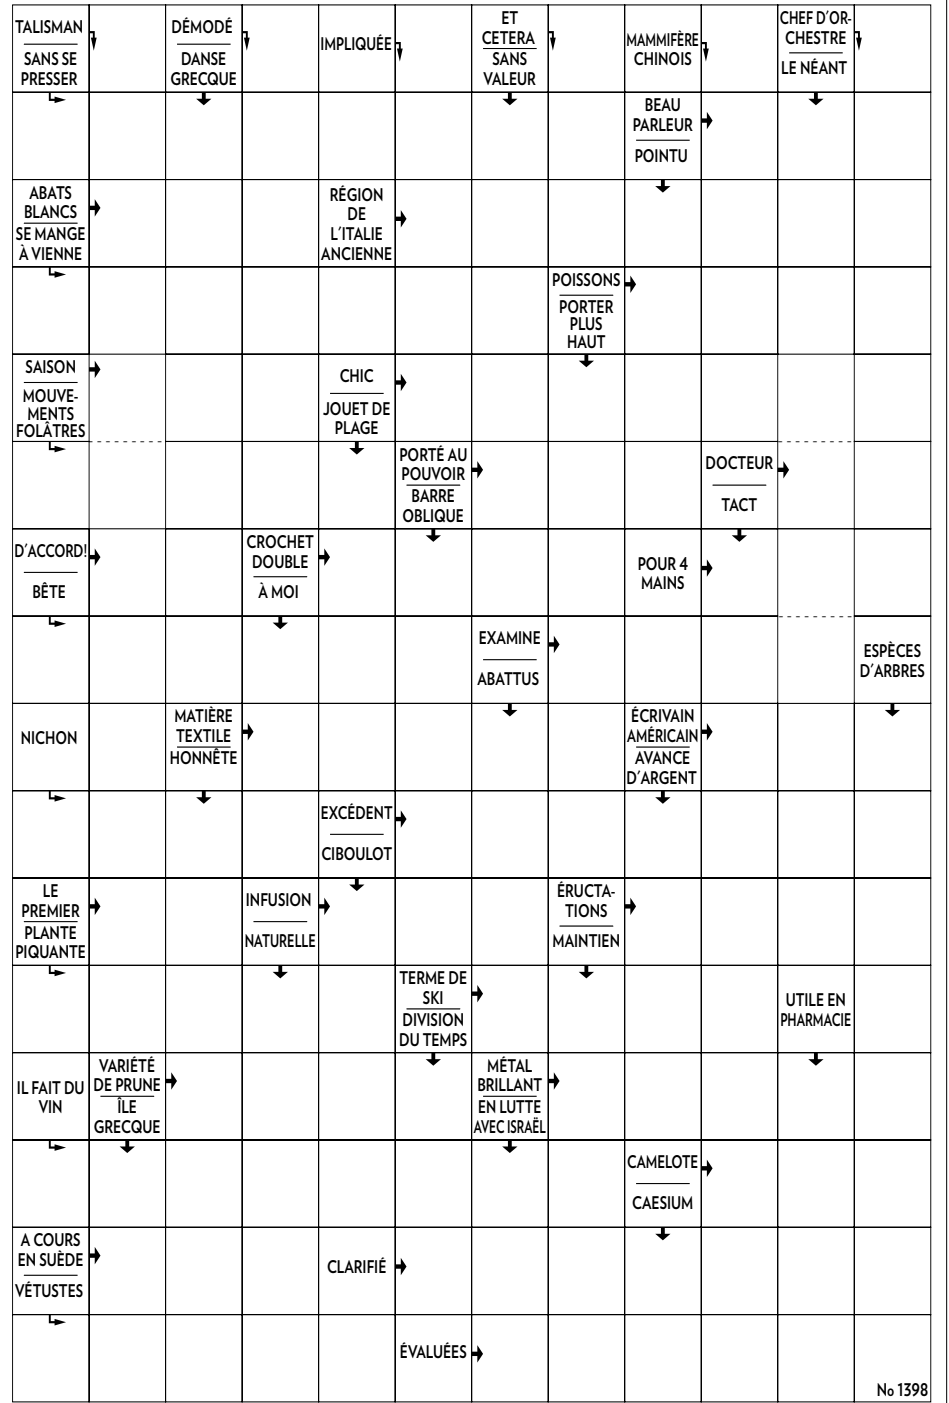 TALISMAN
SANS SE
PRESSER
DÉMODÉ
DANSE
GRECQUE
IMPLIQUÉE
ET
CETERA
SANS
VALEUR
MAMMIFÈRE
CHINOIS
CHEF D'OR-
CHESTRE
LE NÉANT
BEAU
PARLEUR
POINTU
ABATS
BLANCS
SE MANGE
À VIENNE
RÉGION
DE
L'ITALIE
ANCIENNE
POISSONS
PORTER
PLUS
HAUT
SAISON
MOUVE-
MENTS
FOLÂTRES
CHIC
JOUET DE
PLAGE
PORTÉ AU
POUVOIR
BARRE
OBLIQUE
DOCTEUR
TACT
D'ACCORD!
BÊTE
CROCHET
DOUBLE
À MOI
POUR 4
MAINS
EXAMINE
ABATTUS
ESPÈCES
D'ARBRES
NICHON
MATIÈRE
TEXTILE
HONNÊTE
ÉCRIVAIN
AMÉRICAIN
AVANCE
D'ARGENT
EXCÉDENT
CIBOULOT
LE
PREMIER
PLANTE
PIQUANTE
INFUSION
NATURELLE
ÉRUCTA-
TIONS
MAINTIEN
TERME DE
SKI
DIVISION
DU TEMPS
UTILE EN
PHARMACIE
IL FAIT DU
VIN
VARIÉTÉ
DE PRUNE
ÎLE
GRECQUE
MÉTAL
BRILLANT
EN LUTTE
AVEC ISRAËL
CAMELOTE
CAESIUM
A COURS
EN SUÈDE
VÉTUSTES
CLARIFIÉ
ÉVALUÉES
No 1398